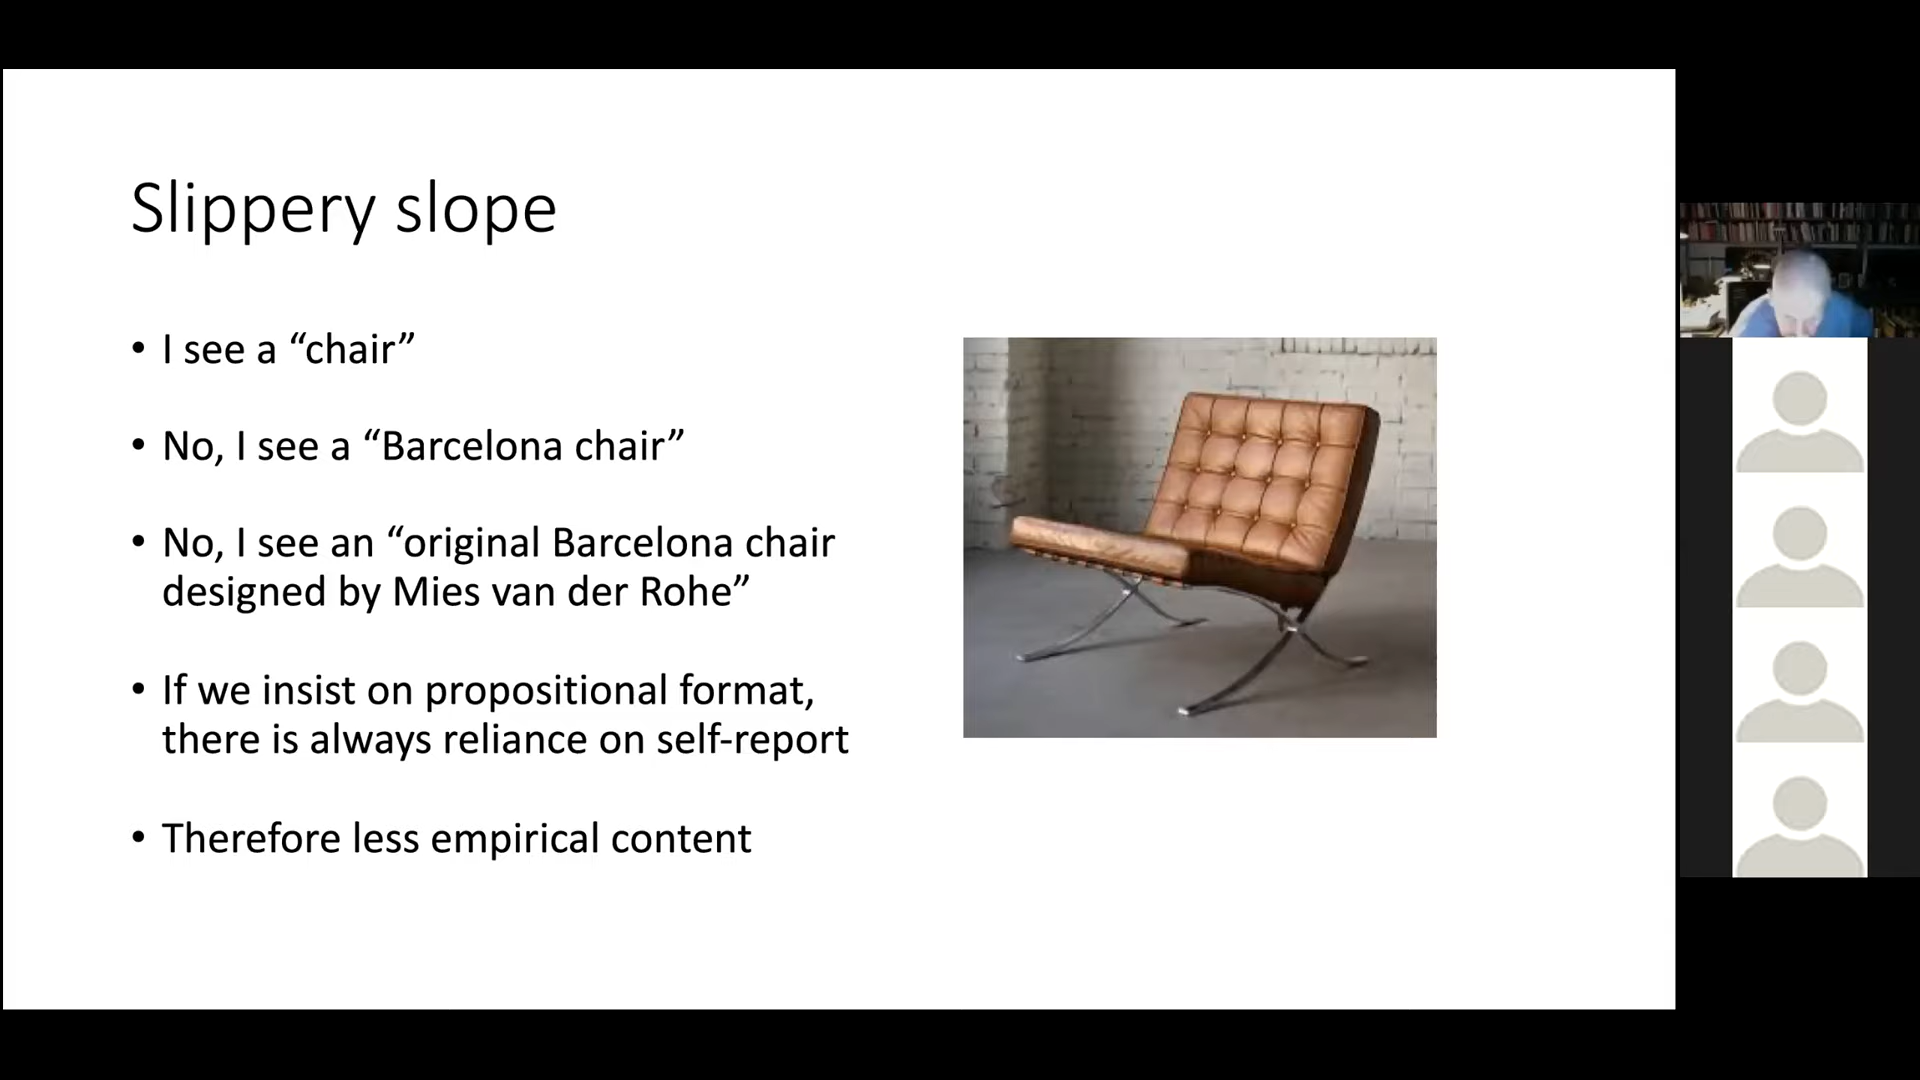 Slippery slope
• I see a “chair”
• No, I see a “Barcelona chair”
• No, I see an “original Barcelona chair
designed by Mies van der Rohe”
• If we insist on propositional format,
there is always reliance on self-report
• Therefore less empirical content